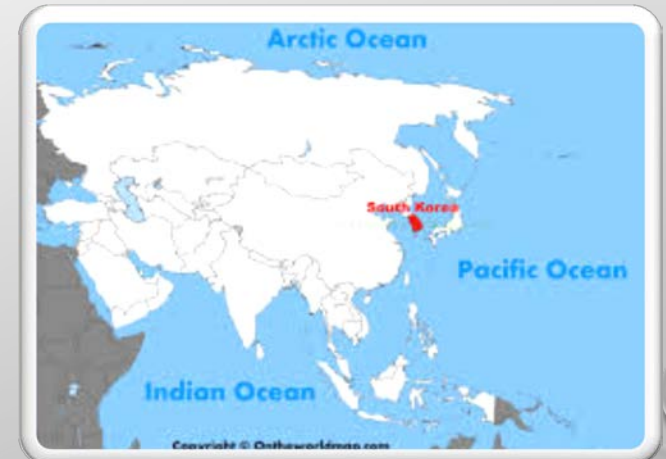 Arctic Ocean
South Korea
Pacific Ocean
Indian Ocean
Copyright © Ontheworldmap.com